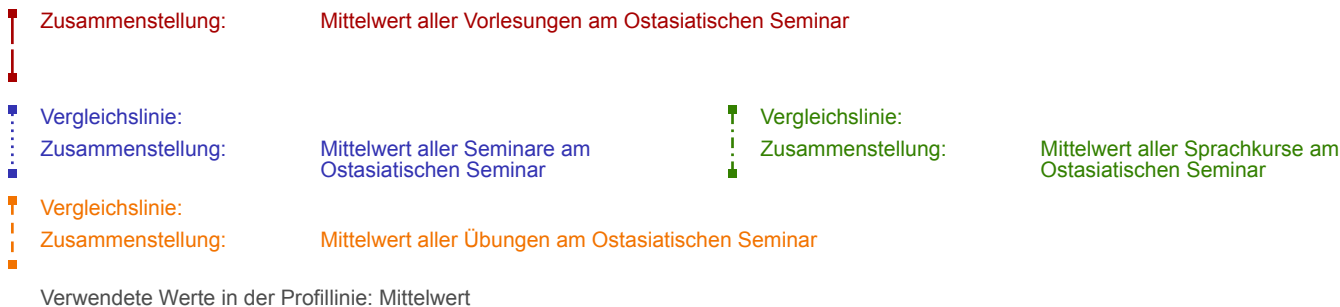 Zusammenstellung: Mittelwert aller Vorlesungen am Ostasiatischen Seminar
Vergleichslinie:
Zusammenstellung: Mittelwert aller Seminare am
Ostasiatischen Seminar
Vergleichslinie:
Zusammenstellung: Mittelwert aller Sprachkurse am
Ostasiatischen Seminar
Vergleichslinie:
Zusammenstellung: Mittelwert aller Übungen am Ostasiatischen Seminar
Verwendete Werte in der Profillinie: Mittelwert